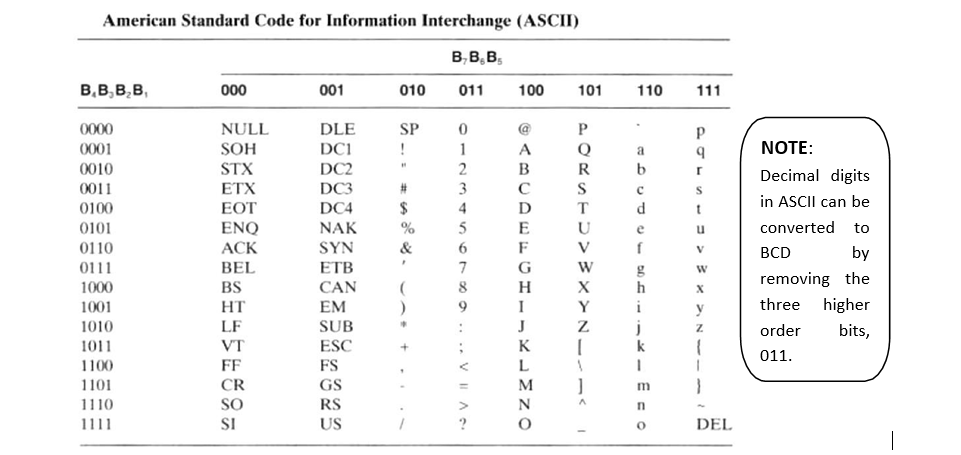 American Standard Code for Information Interchange (ASCII)
B₇B₆B₅
B₄B₃B₂B₁ 000 001 010 011 100 101 110 111
0000 NULL DLE SP 0 @ P ` p
0001 SOH DC1 ! 1 A Q a q
0010 STX DC2 " 2 B R b r
0011 ETX DC3 # 3 C S c s
0100 EOT DC4 $ 4 D T d t
0101 ENQ NAK % 5 E U e u
0110 ACK SYN & 6 F V f v
0111 BEL ETB ' 7 G W g w
1000 BS CAN ( 8 H X h x
1001 HT EM ) 9 I Y i y
1010 LF SUB * : J Z j z
1011 VT ESC + ; K [ k {
1100 FF FS , < L \ l |
1101 CR GS - = M ] m }
1110 SO RS . > N ^ n ~
1111 SI US / ? O _ o DEL
NOTE:
Decimal digits
in ASCII can be
converted to
BCD by
removing the
three higher
order bits,
011.